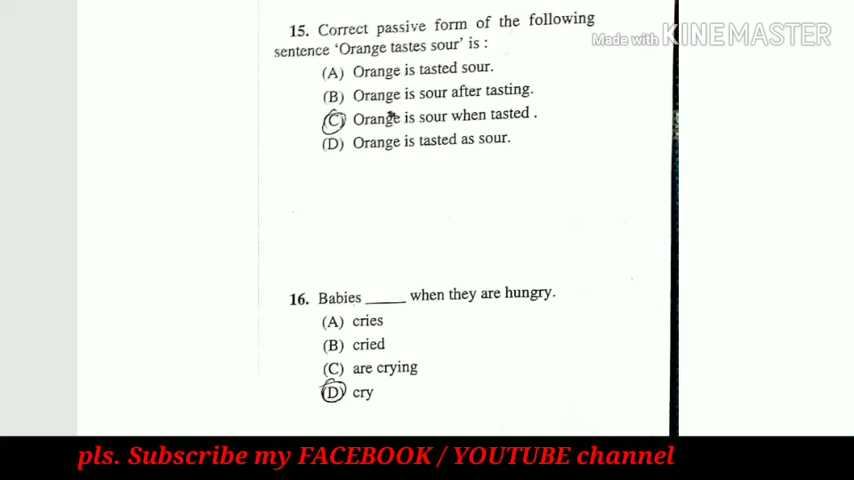 15. Correct passive form of the following
Made with KINEMASTER
sentence ‘Orange tastes sour’ is :
(A) Orange is tasted sour.
(B) Orange is sour after tasting.
(C) Orange is sour when tasted .
(D) Orange is tasted as sour.
16. Babies _____ when they are hungry.
(A) cries
(B) cried
(C) are crying
(D) cry
pls. Subscribe my FACEBOOK / YOUTUBE channel